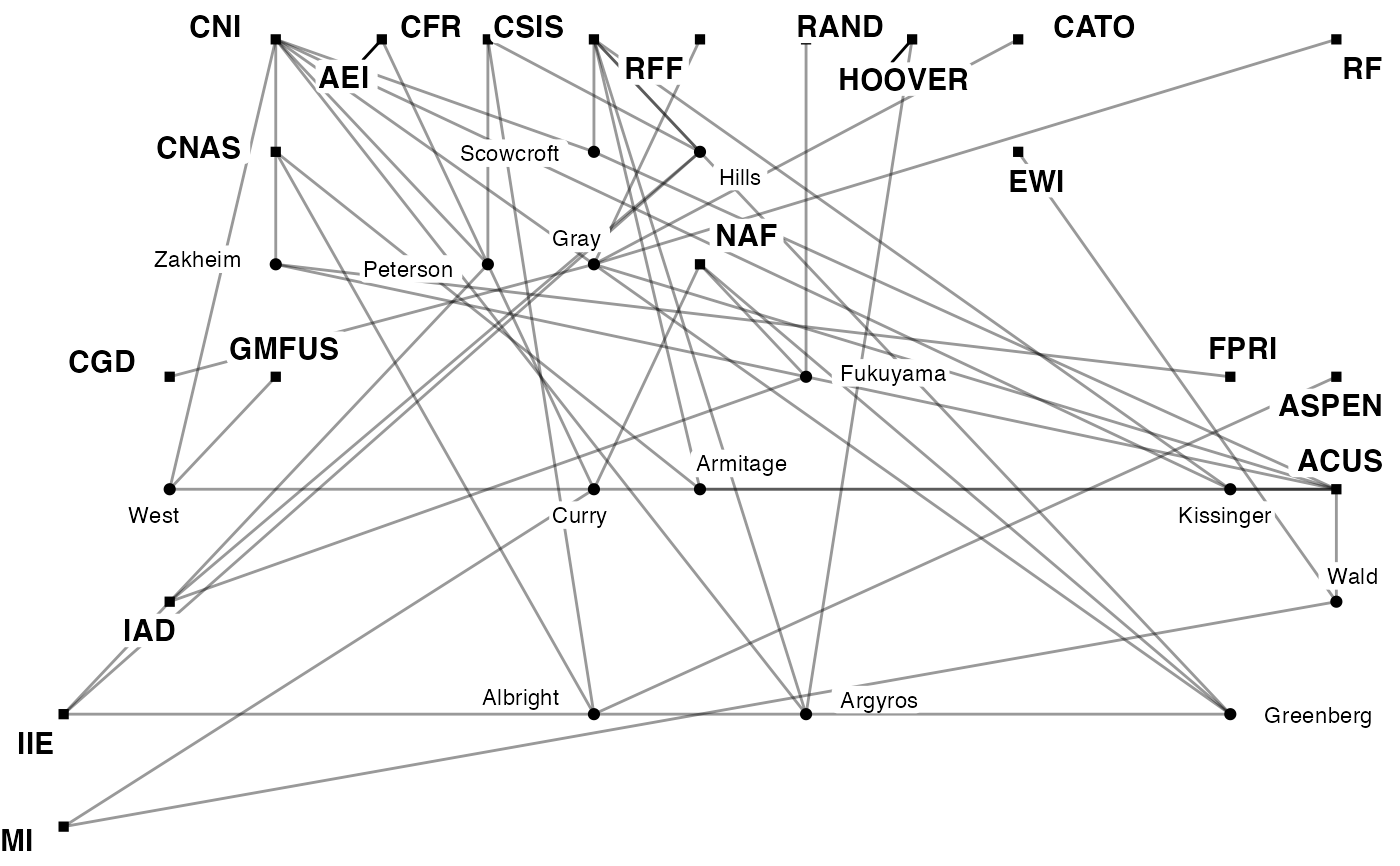 CNI
CFR
CSIS
RAND
CATO
AEI
RFF
HOOVER
RF
CNAS
Scowcroft
Hills
EWI
Gray
NAF
Zakheim
Peterson
CGD
GMFUS
Fukuyama
FPRI
ASPEN
Armitage
ACUS
West
Curry
Kissinger
Wald
IAD
Albright
Argyros
Greenberg
IIE
MI